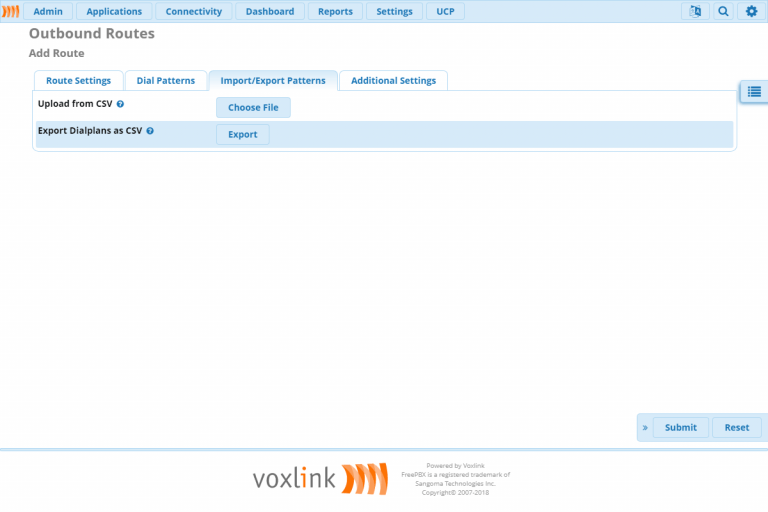 Admin Applications Connectivity Dashboard Reports Settings UCP
Outbound Routes
Add Route
Route Settings Dial Patterns Import/Export Patterns Additional Settings
Upload from CSV Choose File
Export Dialplans as CSV Export
» Submit Reset
voxlink
Powered by Voxlink
FreePBX is a registered trademark of
Sangoma Technologies Inc.
Copyright© 2007-2018